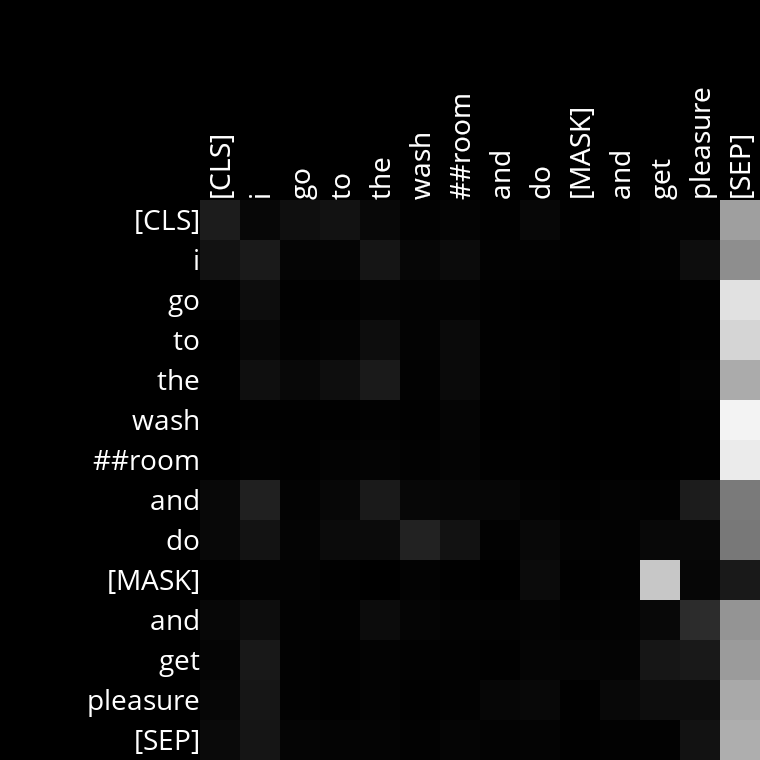 [CLS] i go to the wash ##room and do [MASK] and get pleasure [SEP]
[CLS]
i
go
to
the
wash
##room
and
do
[MASK]
and
get
pleasure
[SEP]